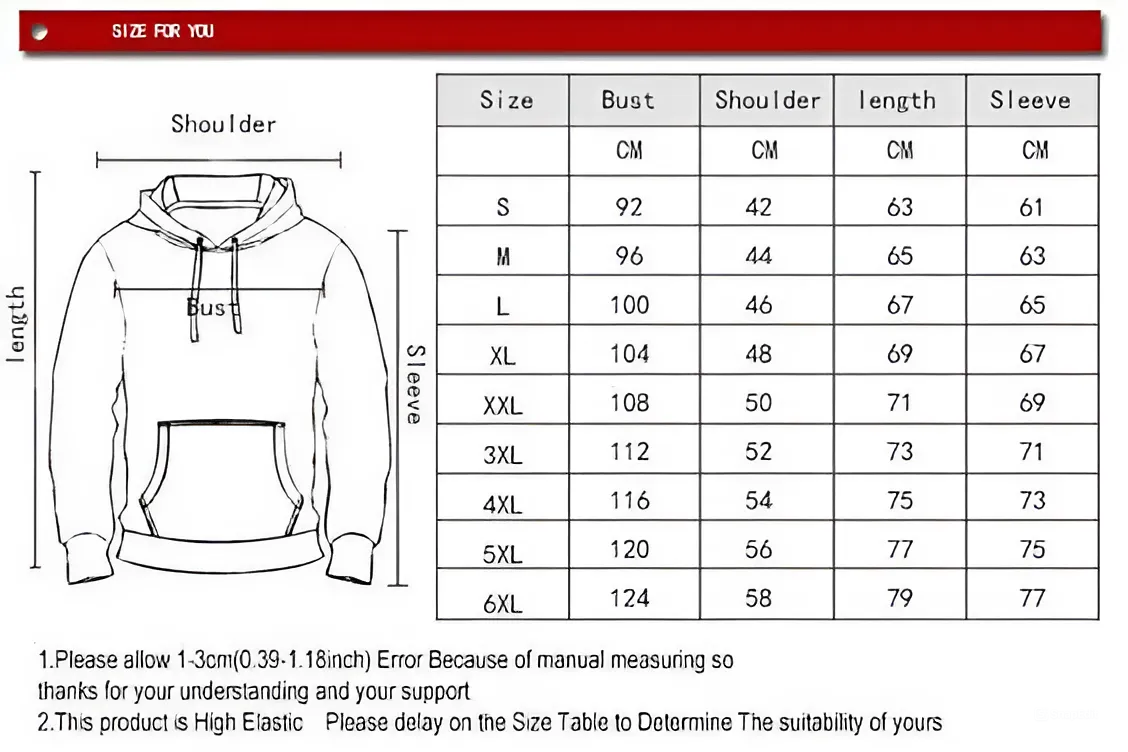 SIZE FOR YOU
Shoulder
length
Bust
Sleeve
Size Bust Shoulder length Sleeve
CM CM CM CM
S 92 42 63 61
M 96 44 65 63
L 100 46 67 65
XL 104 48 69 67
XXL 108 50 71 69
3XL 112 52 73 71
4XL 116 54 75 73
5XL 120 56 77 75
6XL 124 58 79 77
1.Please allow 1-3cm(0.39-1.18inch) Error Because of manual measuring so
thanks for your understanding and your support
2.This product is High Elastic Please delay on the Size Table to Determine The suitability of yours